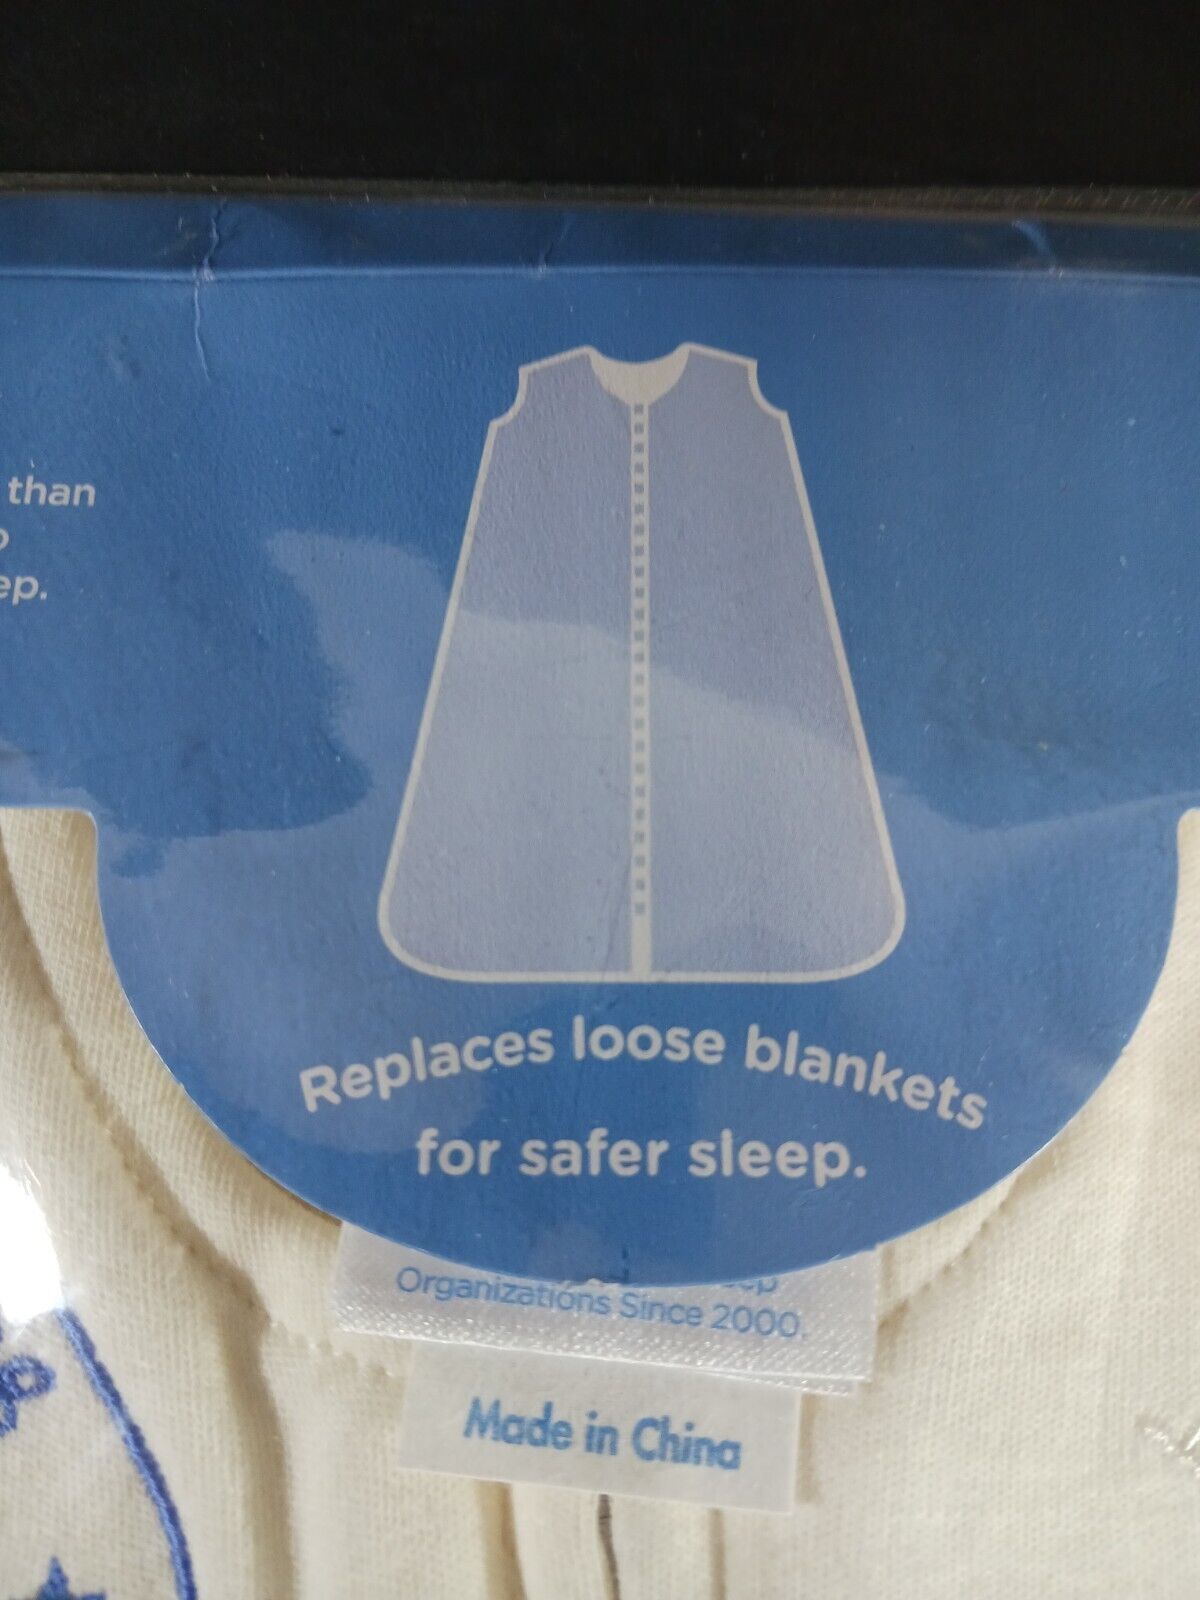 than
Replaces loose blankets
for safer sleep.
Organizations Since 2000.
Made in China